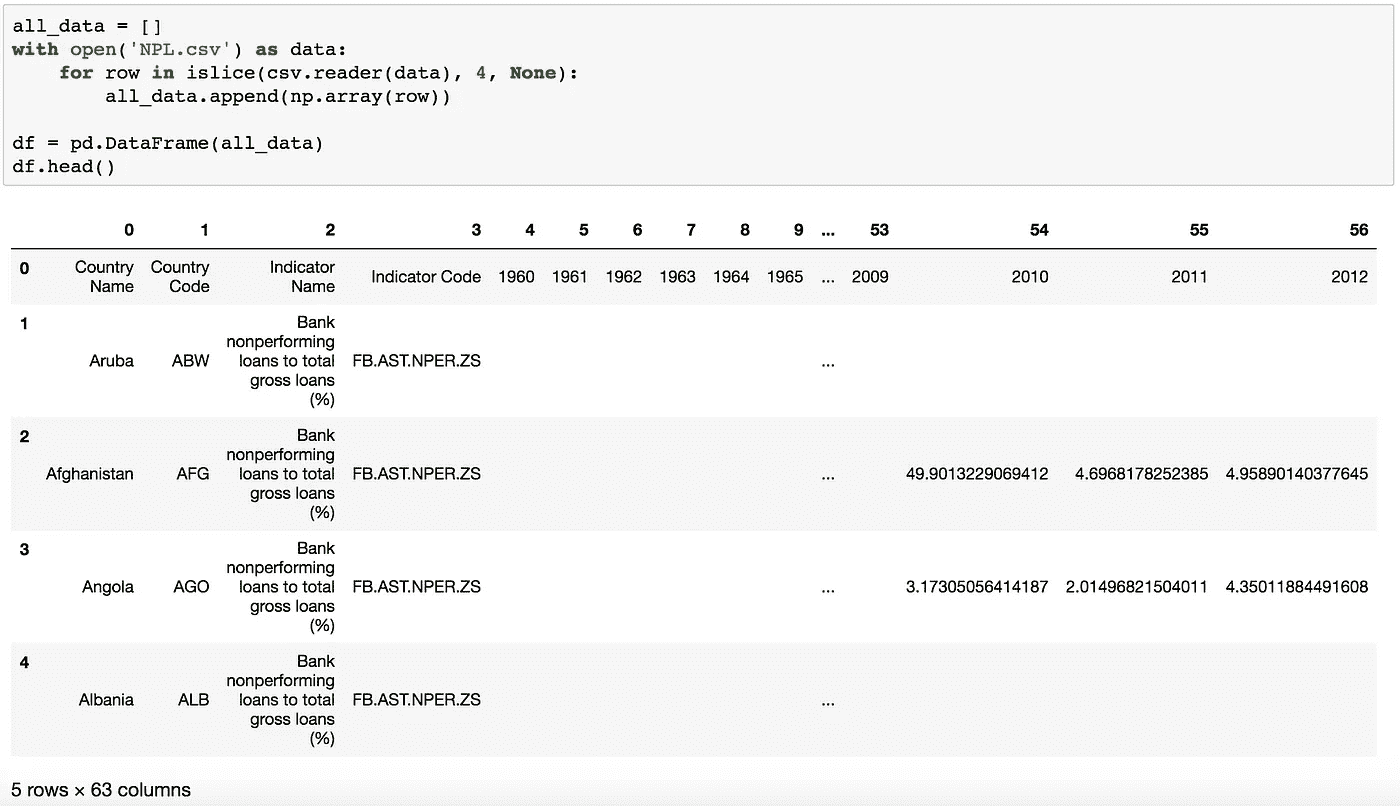 all_data = []
with open('NPL.csv') as data:
    for row in islice(csv.reader(data), 4, None):
        all_data.append(np.array(row))

df = pd.DataFrame(all_data)
df.head()
0 1 2 3 4 5 6 7 8 9 ... 53 54 55 56
0 Country Name Country Code Indicator Name Indicator Code 1960 1961 1962 1963 1964 1965 ... 2009 2010 2011 2012
1 Aruba ABW Bank nonperforming loans to total gross loans (%) FB.AST.NPER.ZS ...
2 Afghanistan AFG Bank nonperforming loans to total gross loans (%) FB.AST.NPER.ZS ... 49.9013229069412 4.6968178252385 4.95890140377645
3 Angola AGO Bank nonperforming loans to total gross loans (%) FB.AST.NPER.ZS ... 3.17305056414187 2.01496821504011 4.35011884491608
4 Albania ALB Bank nonperforming loans to total gross loans (%) FB.AST.NPER.ZS ...
5 rows × 63 columns